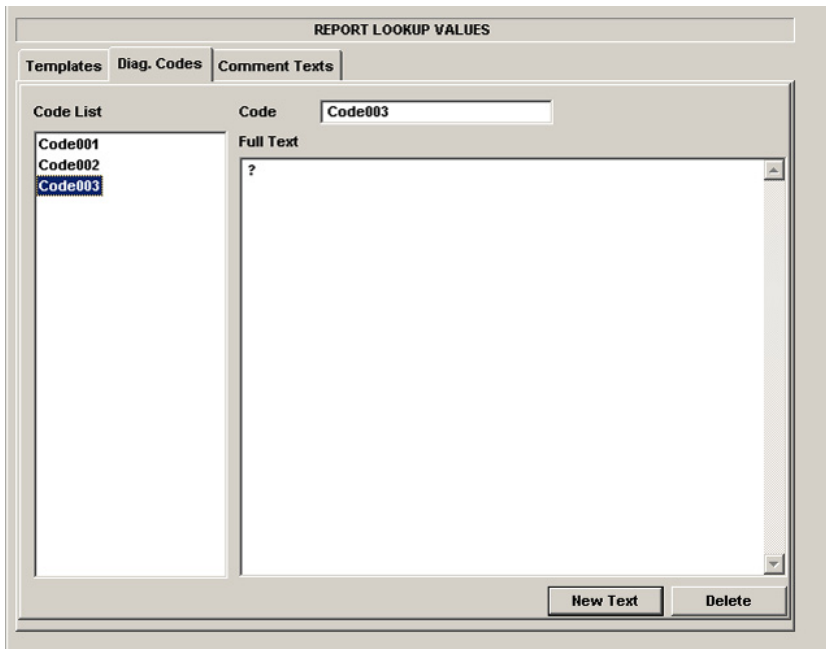 REPORT LOOKUP VALUES
Templates Diag. Codes Comment Texts
Code List
Code001
Code002
Code003
Code Code003
Full Text
?
New Text Delete